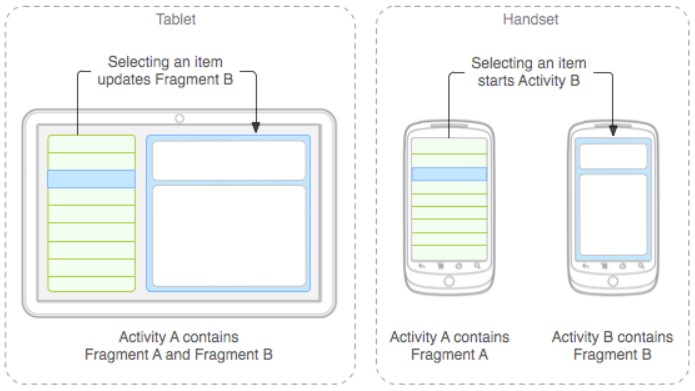 Tablet
Selecting an item
updates Fragment B
Activity A contains
Fragment A and Fragment B
Handset
Selecting an item
starts Activity B
Activity A contains
Fragment A
Activity B contains
Fragment B